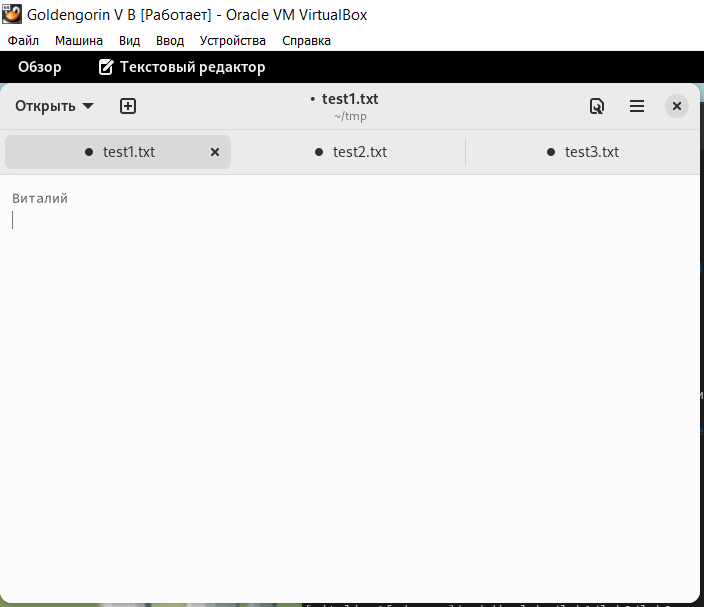 Goldengorin V B [Работает] - Oracle VM VirtualBox
Файл Машина Вид Ввод Устройства Справка
Обзор Текстовый редактор
Открыть • test1.txt
~/tmp
● test1.txt ● test2.txt ● test3.txt
Виталий